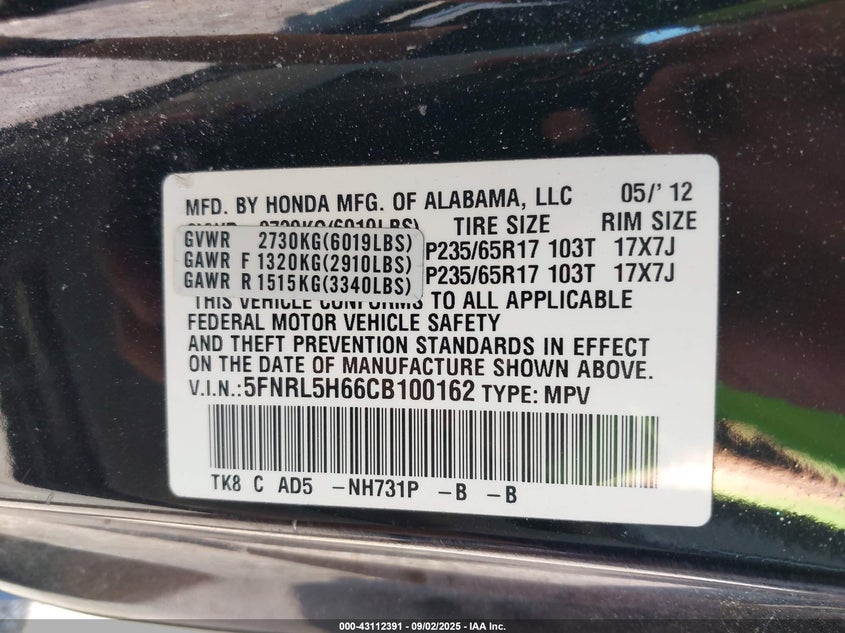 MFD. BY HONDA MFG. OF ALABAMA, LLC 05/' 12
GVWR 2730KG(6019LBS) TIRE SIZE RIM SIZE
GVWR 2730KG(6019LBS)
GAWR F 1320KG(2910LBS) P235/65R17 103T 17X7J
GAWR R 1515KG(3340LBS) P235/65R17 103T 17X7J
THIS VEHICLE CONFORMS TO ALL APPLICABLE
FEDERAL MOTOR VEHICLE SAFETY
AND THEFT PREVENTION STANDARDS IN EFFECT
ON THE DATE OF MANUFACTURE SHOWN ABOVE.
V.I.N.:5FNRL5H66CB100162 TYPE: MPV
TK8 C AD5 -NH731P -B -B
000-43112391 - 09/02/2025 - IAA Inc.